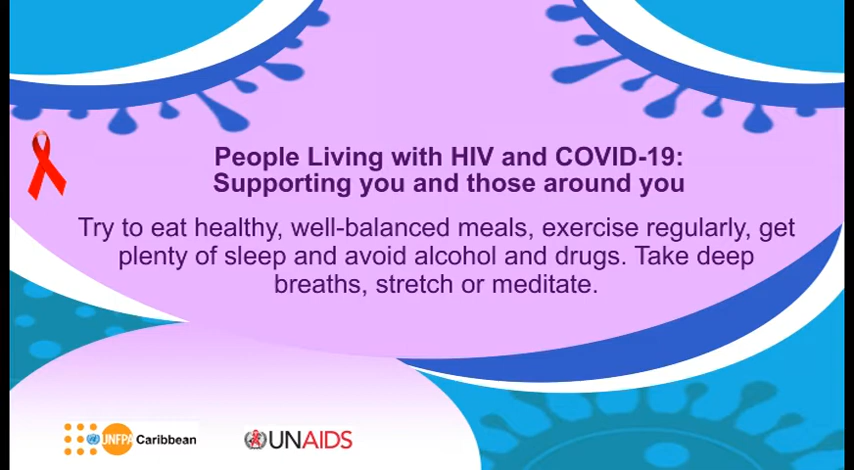 People Living with HIV and COVID-19:
Supporting you and those around you
Try to eat healthy, well-balanced meals, exercise regularly, get
plenty of sleep and avoid alcohol and drugs. Take deep
breaths, stretch or meditate.
UNFPA Caribbean
UNAIDS